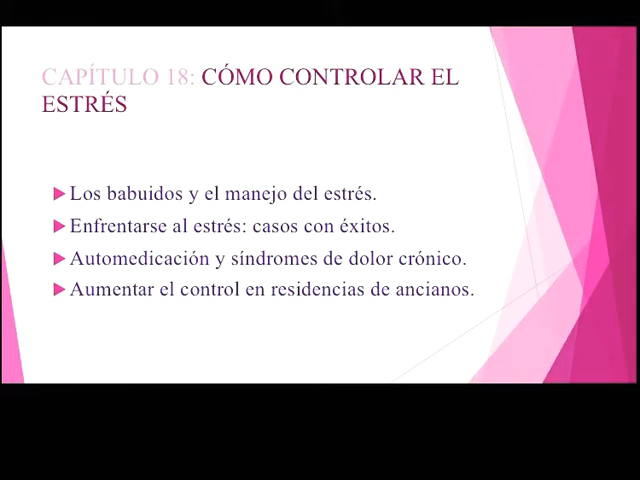 CAPÍTULO 18: CÓMO CONTROLAR EL
ESTRÉS
Los babuidos y el manejo del estrés.
Enfrentarse al estrés: casos con éxitos.
Automedicación y síndromes de dolor crónico.
Aumentar el control en residencias de ancianos.